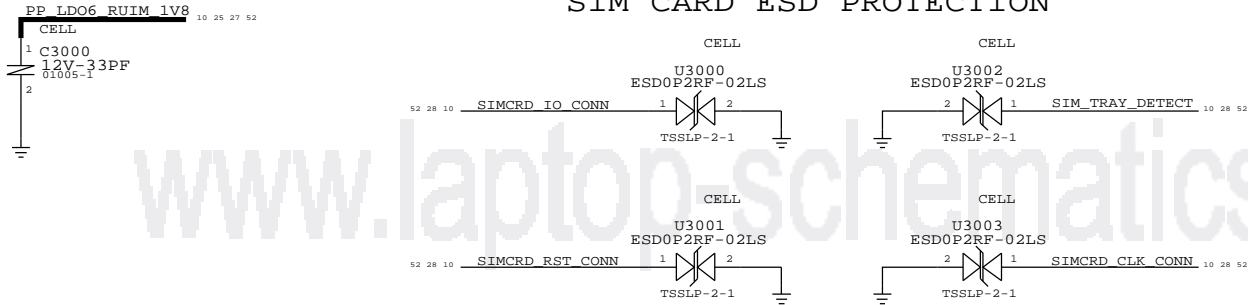 SIM CARD ESD PROTECTION
PP_LDO6_RUIM_1V8 10 25 27 52
CELL
1 C3000
12V-33PF
01005-1
2
CELL
U3000
ESD0P2RF-02LS
52 28 10 SIMCRD_IO_CONN 1 2
TSSLP-2-1
CELL
U3002
ESD0P2RF-02LS
2 1 SIM_TRAY_DETECT 10 28 52
TSSLP-2-1
www.laptop-schematics
CELL
U3001
ESD0P2RF-02LS
52 28 10 SIMCRD_RST_CONN 1 2
TSSLP-2-1
CELL
U3003
ESD0P2RF-02LS
2 1 SIMCRD_CLK_CONN 10 28 52
TSSLP-2-1